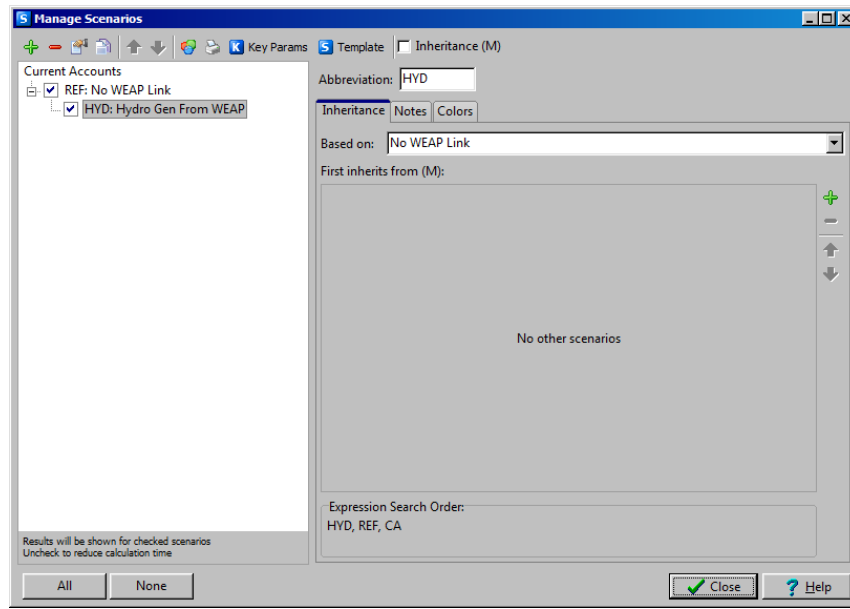 S Manage Scenarios
K Key Params S Template Inheritance (M)
Current Accounts
REF: No WEAP Link
HYD: Hydro Gen From WEAP
Abbreviation: HYD
Inheritance Notes Colors
Based on: No WEAP Link
First inherits from (M):
No other scenarios
Expression Search Order:
HYD, REF, CA
Results will be shown for checked scenarios
Uncheck to reduce calculation time
All None Close ? Help